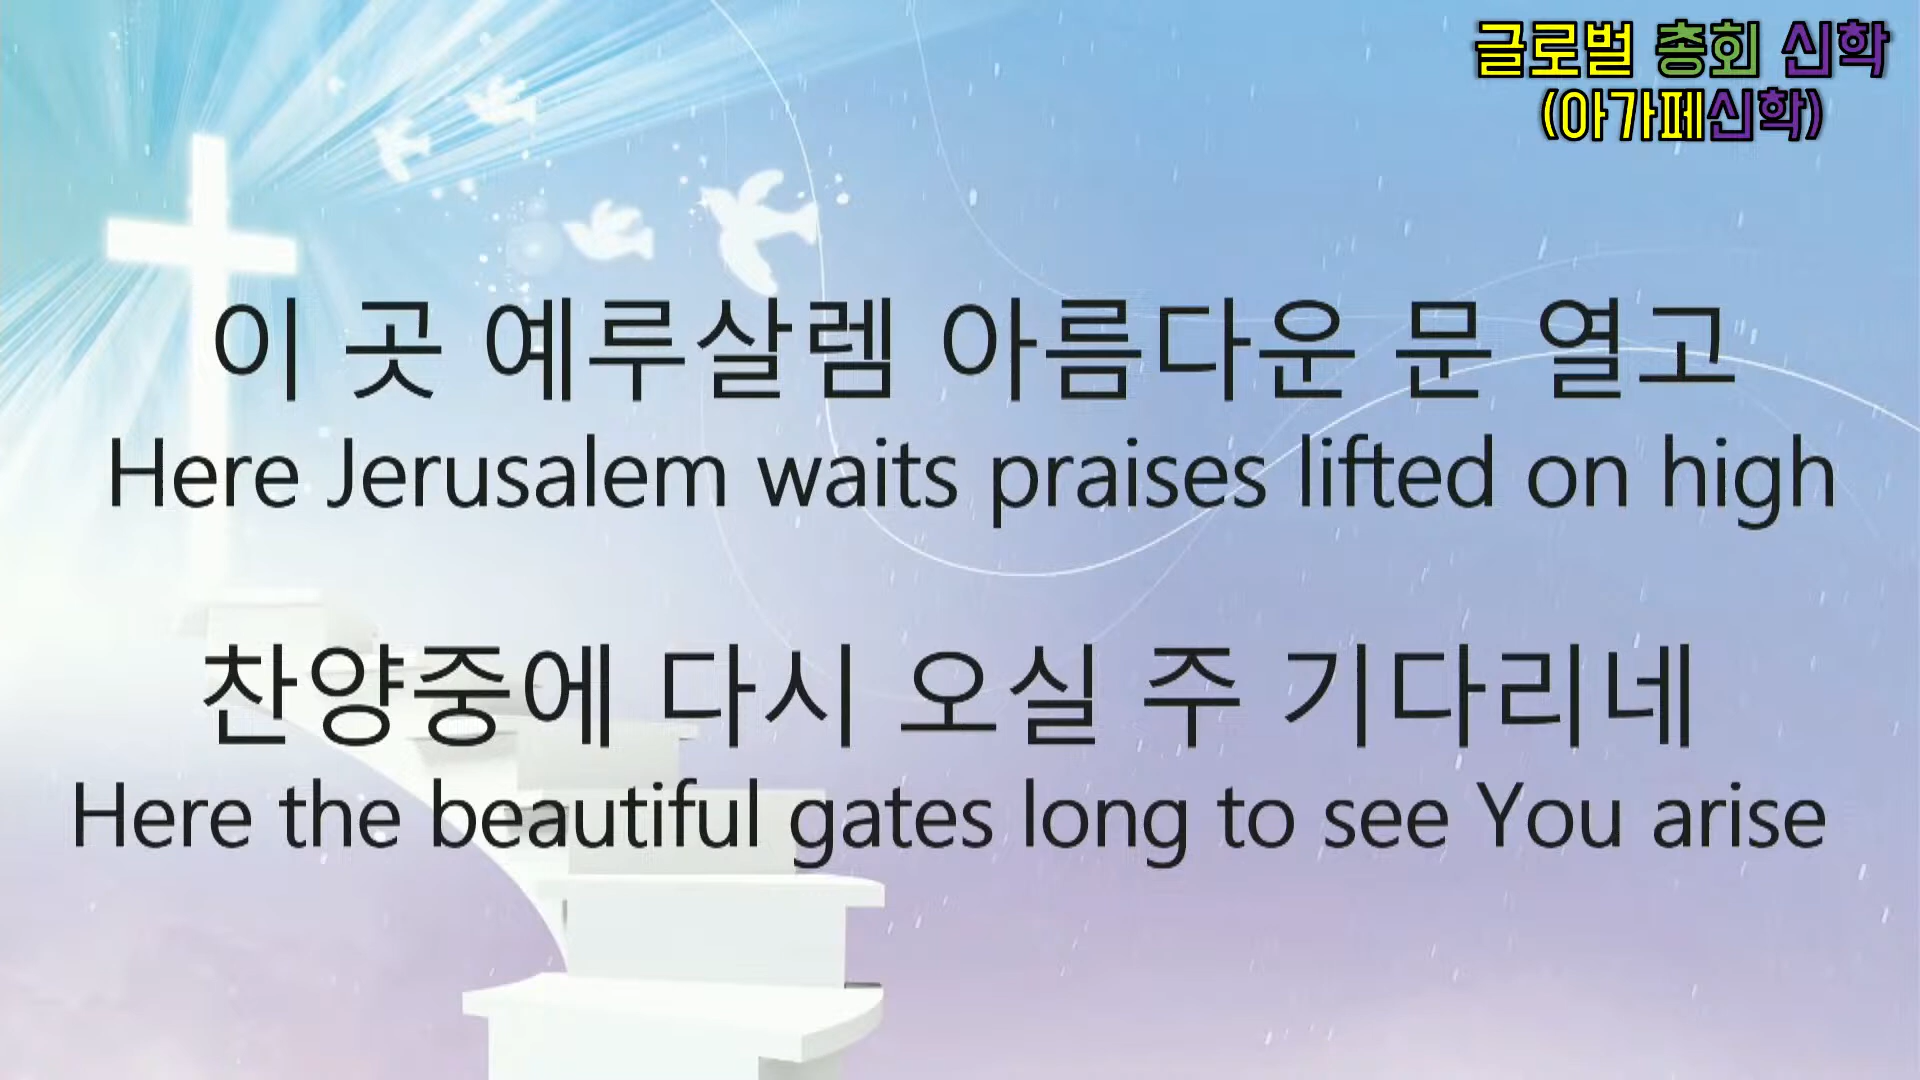 글로벌 총회 신학
(아가페신학)
이 곳 예루살렘 아름다운 문 열고
Here Jerusalem waits praises lifted on high
찬양중에 다시 오실 주 기다리네
Here the beautiful gates long to see You arise